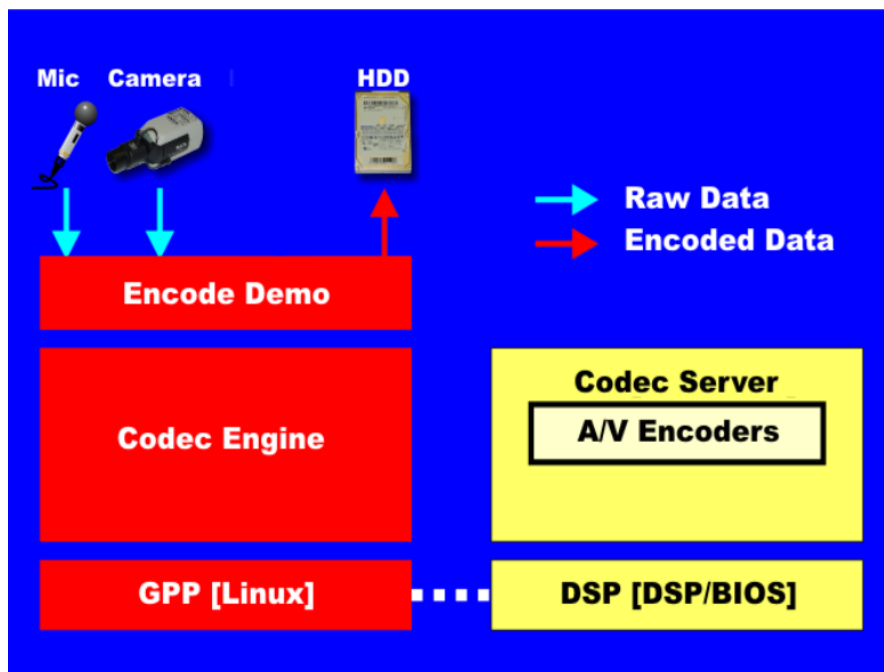 Mic Camera HDD
Raw Data
Encoded Data
Encode Demo
Codec Server
A/V Encoders
Codec Engine
GPP [Linux]
DSP [DSP/BIOS]